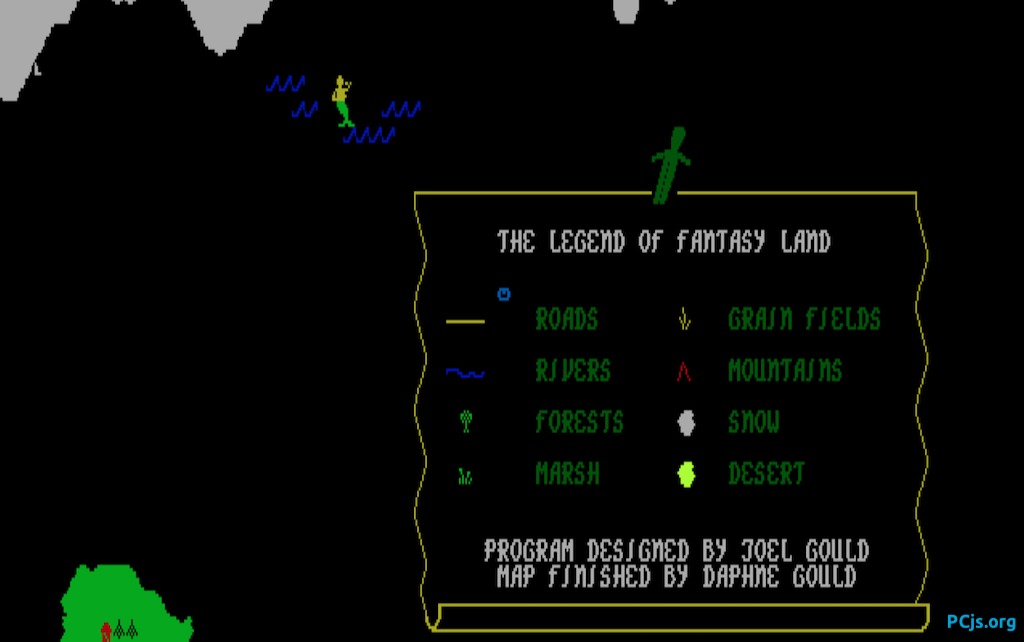 THE LEGEND OF FANTASY LAND
ROADS GRAIN FIELDS
RIVERS MOUNTAINS
FORESTS SNOW
MARSH DESERT
PROGRAM DESIGNED BY JOEL GOULD
MAP FINISHED BY DAPHNE GOULD
PCjs.org